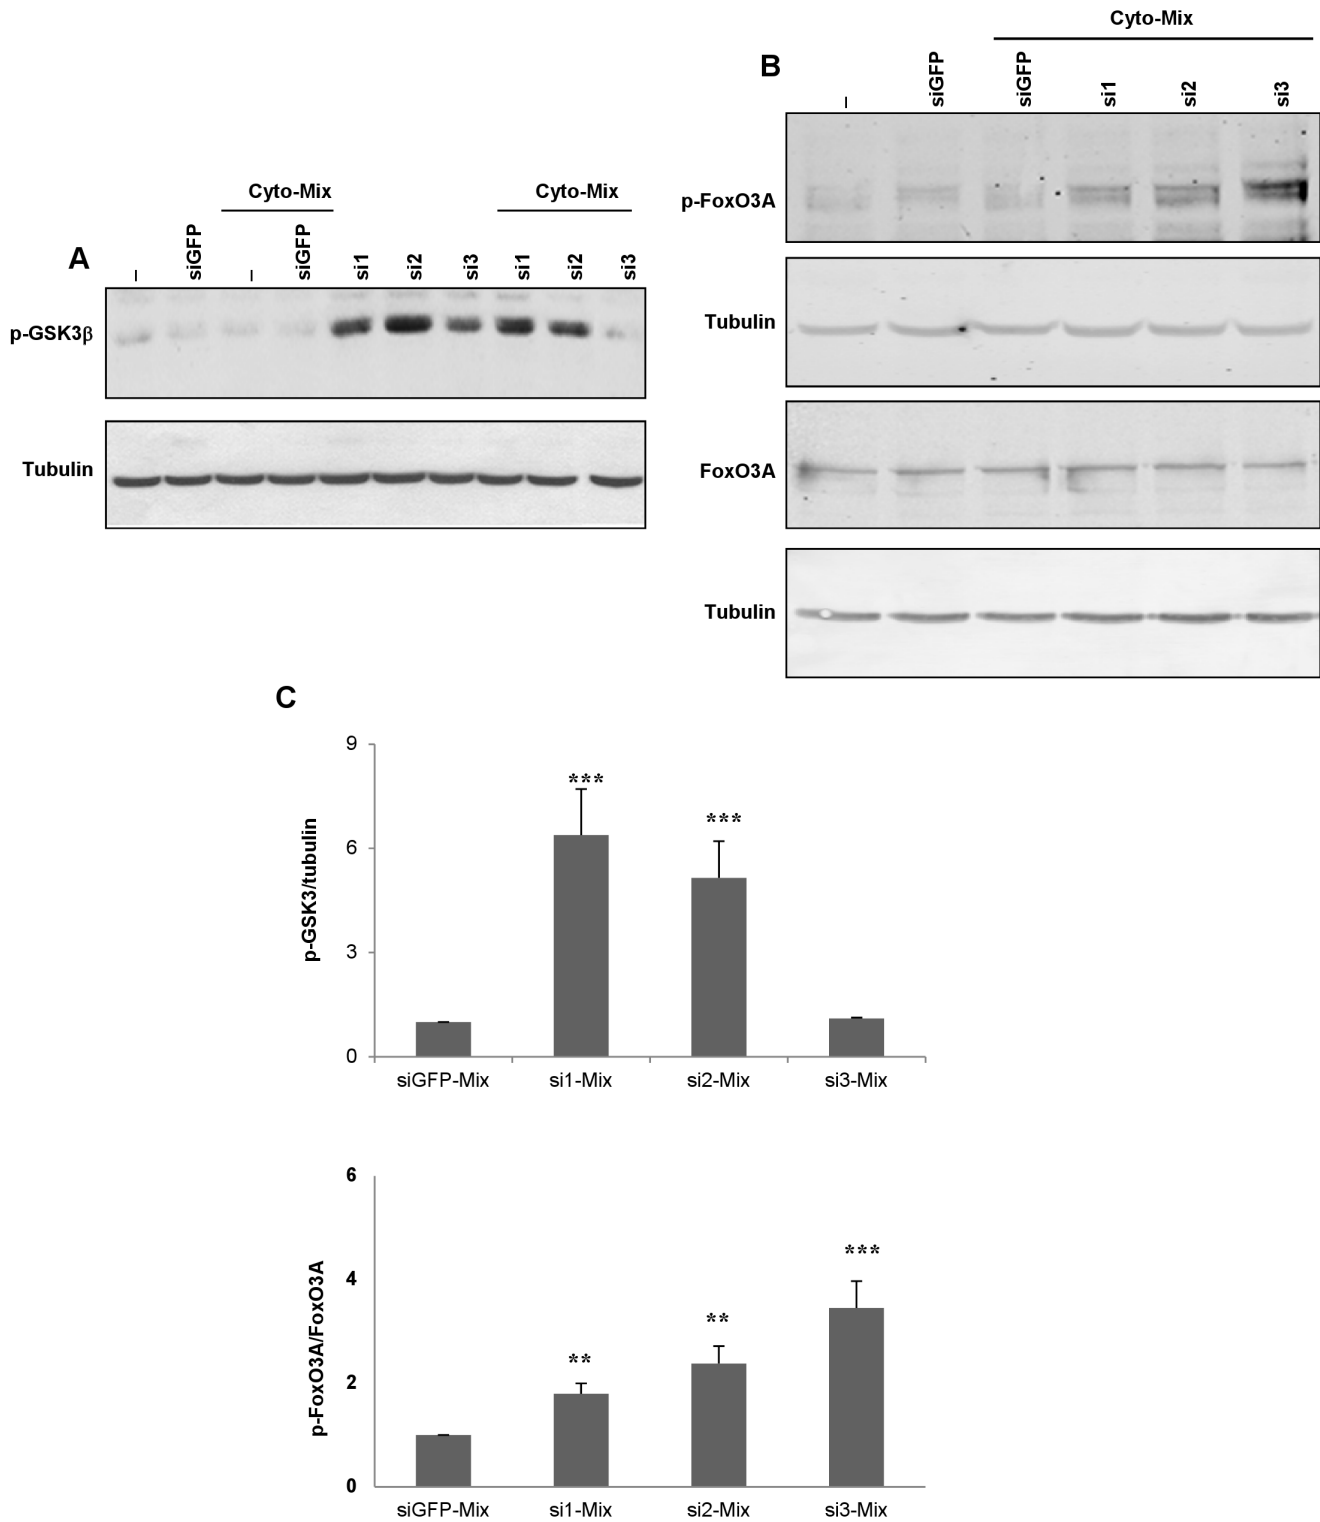 Cyto-Mix
B
– siGFP siGFP si1 si2 si3
p-FoxO3A
Tubulin
FoxO3A
Tubulin
Cyto-Mix Cyto-Mix
A
– siGFP – siGFP si1 si2 si3 si1 si2 si3
p-GSK3β
Tubulin
C
p-GSK3/tubulin
9
6
3
0
***
***
siGFP-Mix si1-Mix si2-Mix si3-Mix
p-FoxO3A/FoxO3A
6
4
2
0
**
**
***
siGFP-Mix si1-Mix si2-Mix si3-Mix